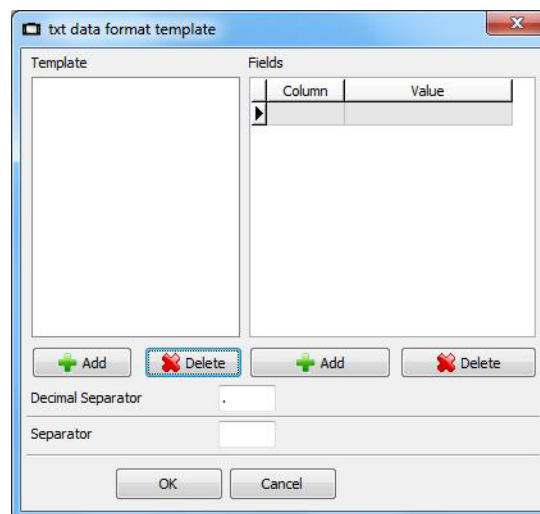 txt data format template
Template
Fields
Column Value
Add Delete Add Delete
Decimal Separator .
Separator
OK Cancel